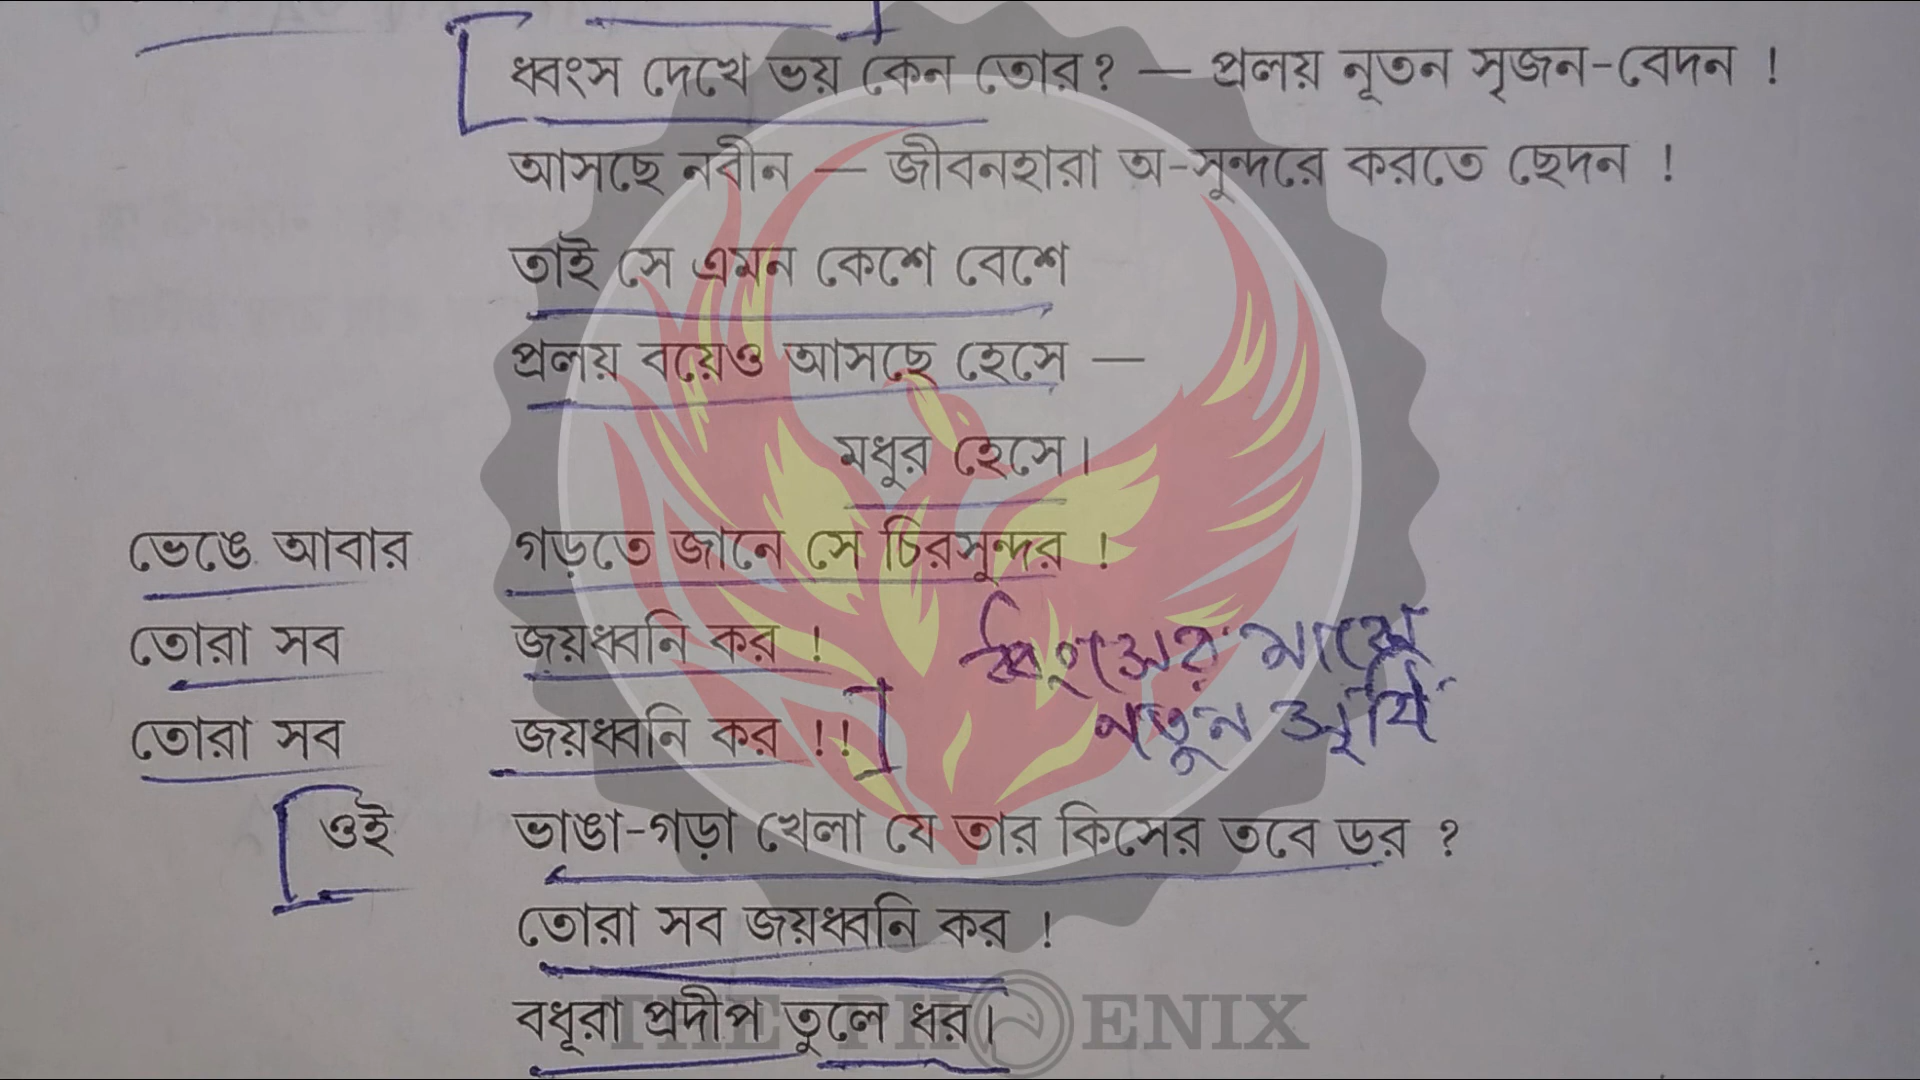 ধ্বংস দেখে ভয় কেন তোর? — প্রলয় নূতন সৃজন-বেদন !
আসছে নবীন — জীবনহারা অ-সুন্দরে করতে ছেদন !
তাই সে এমন কেশে বেশে
প্রলয় বয়েও আসছে হেসে —
মধুর হেসে।
ভেঙে আবার গড়তে জানে সে চিরসুন্দর !
তোরা সব জয়ধ্বনি কর !
ধ্বংসের মাঝে
তোরা সব জয়ধ্বনি কর !!
নতুন সৃষ্টি
ওই ভাঙা-গড়া খেলা যে তার কিসের তবে ডর ?
তোরা সব জয়ধ্বনি কর !
বধূরা প্রদীপ তুলে ধর।
THE PHOENIX